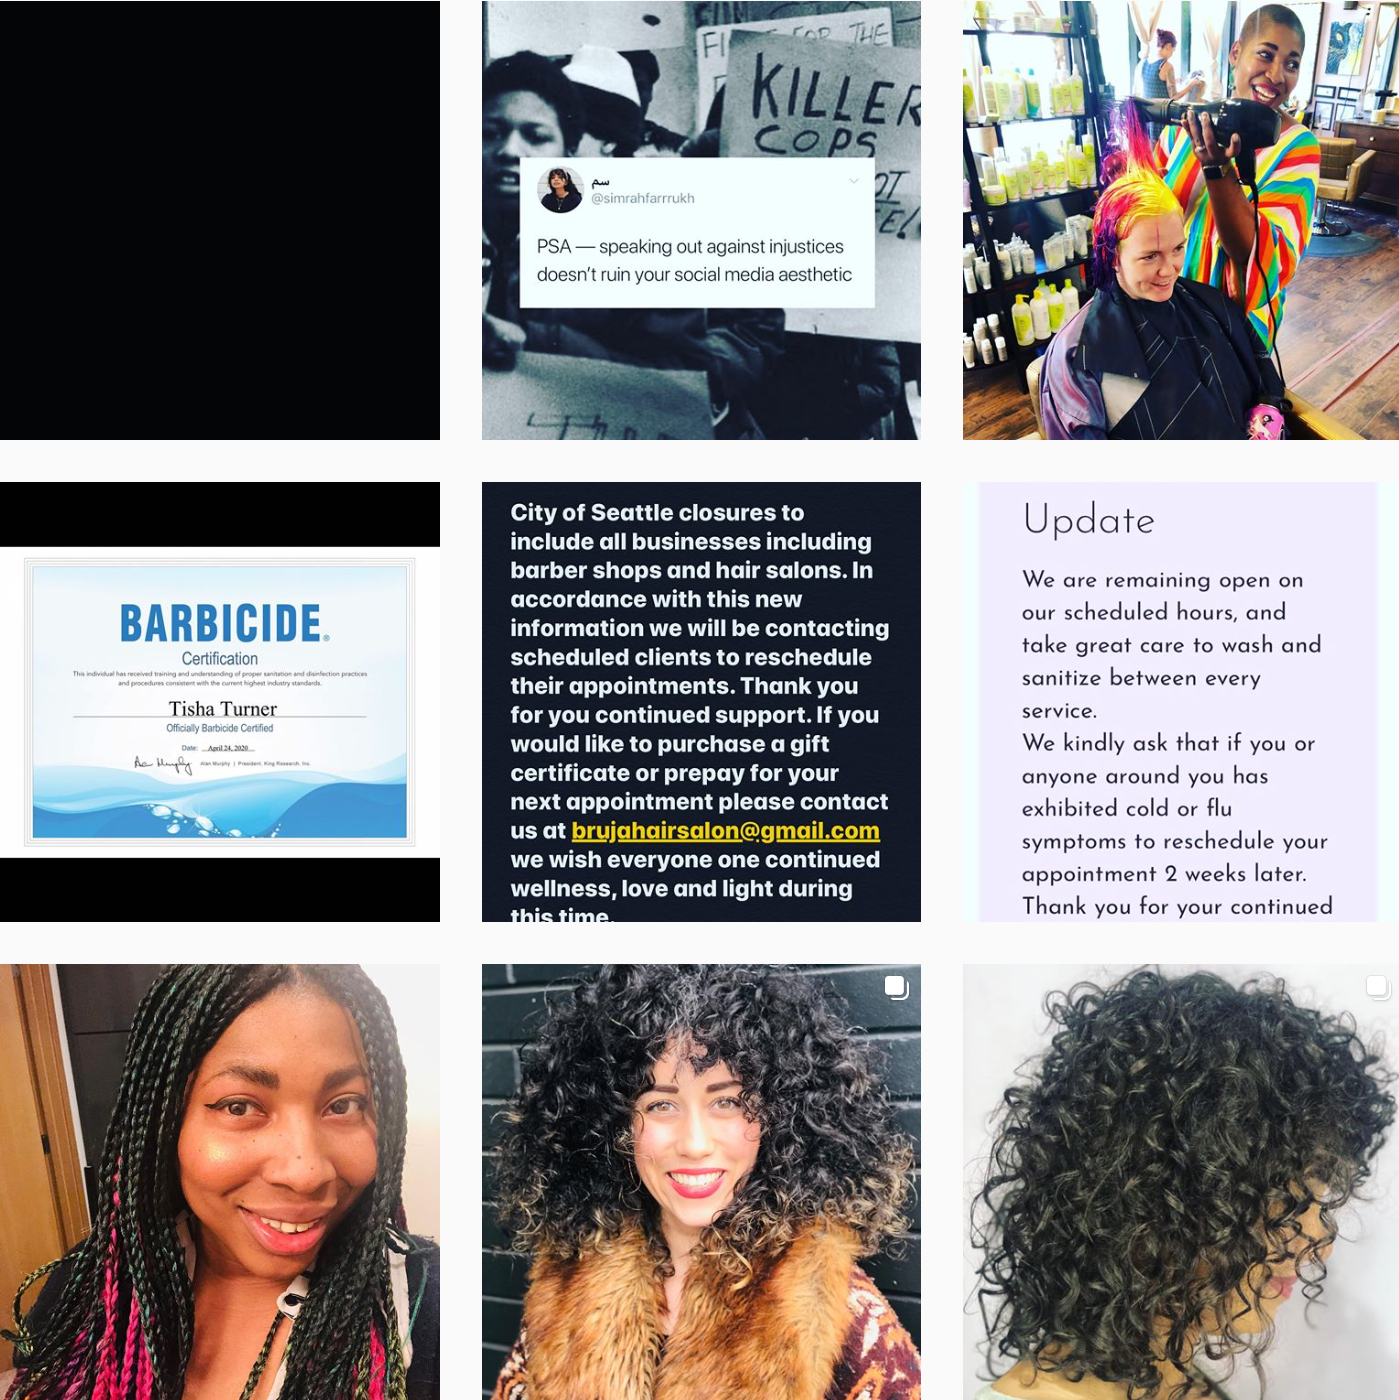 FI FOR THE
KILLER
COPS
سم
@simrahfarrrukh
PSA — speaking out against injustices
doesn't ruin your social media aesthetic
BARBICIDE®
Certification
This individual has received training and understanding of proper sanitation and disinfection practices
and procedures consistent with the current highest industry standards.
Tisha Turner
Officially Barbicide Certified
Date: April 24, 2020
Alan Murphy | President, King Research, Inc.
City of Seattle closures to
include all businesses including
barber shops and hair salons. In
accordance with this new
information we will be contacting
scheduled clients to reschedule
their appointments. Thank you
for you continued support. If you
would like to purchase a gift
certificate or prepay for your
next appointment please contact
us at brujahairsalon@gmail.com
we wish everyone one continued
wellness, love and light during
this time.
Update
We are remaining open on
our scheduled hours, and
take great care to wash and
sanitize between every
service.
We kindly ask that if you or
anyone around you has
exhibited cold or flu
symptoms to reschedule your
appointment 2 weeks later.
Thank you for your continued